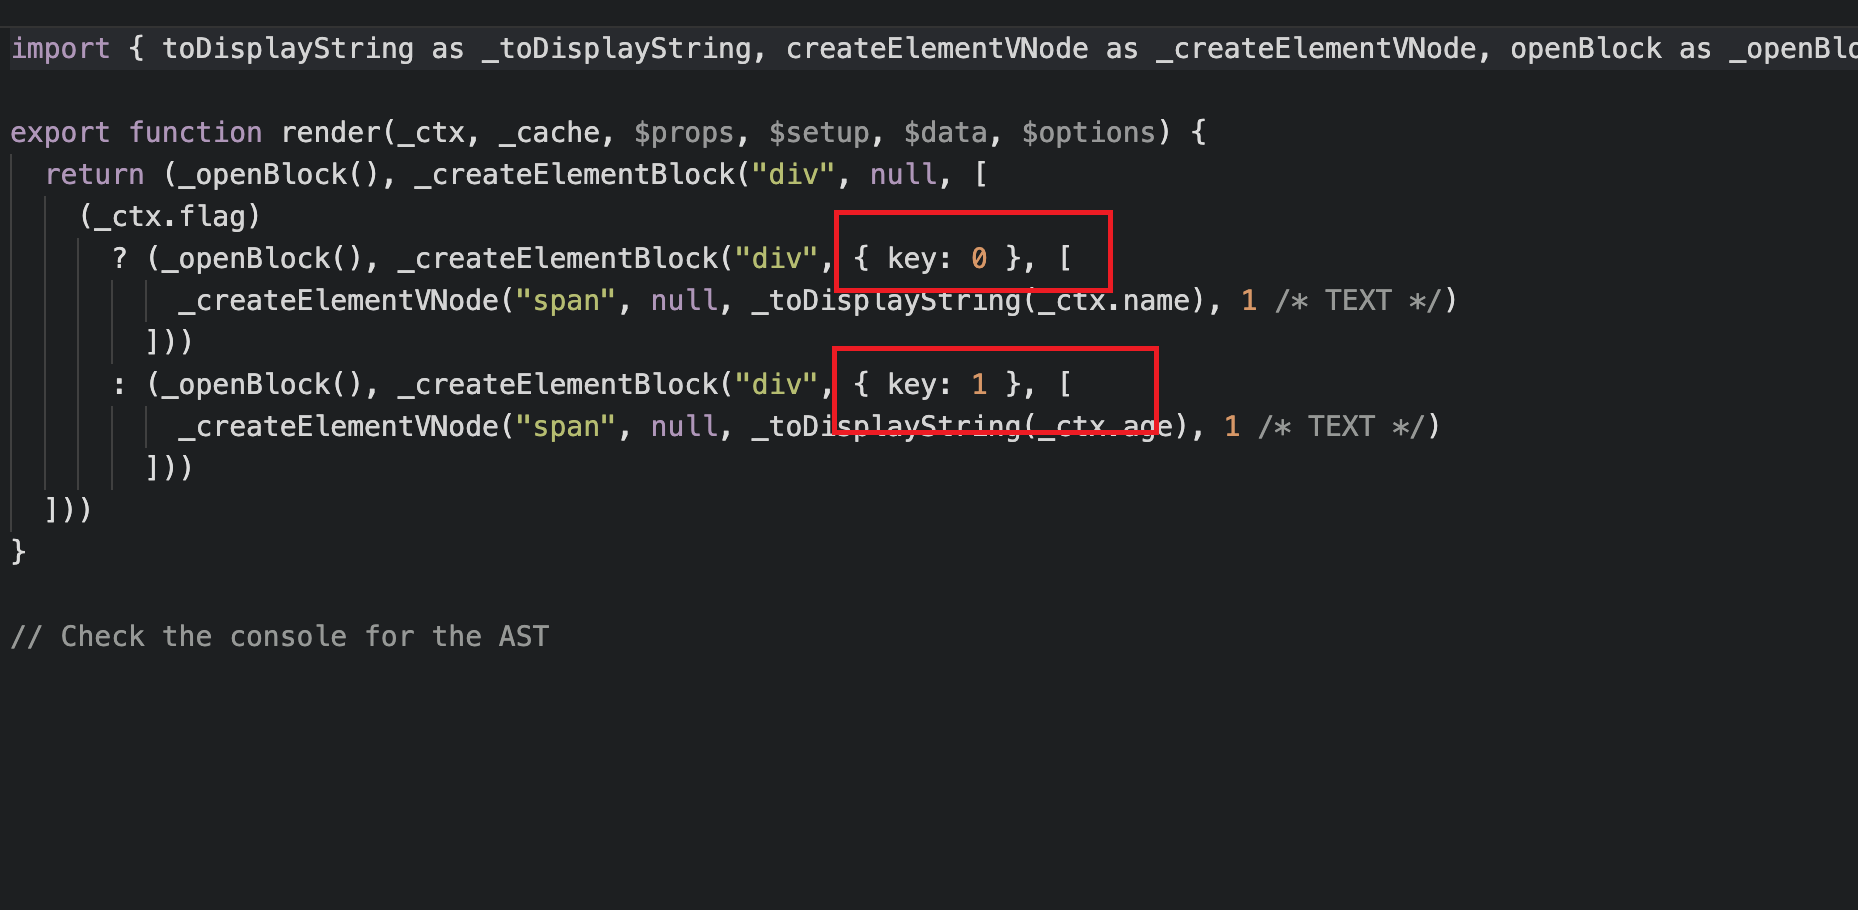 import { toDisplayString as _toDisplayString, createElementVNode as _createElementVNode, openBlock as
export function render(_ctx, _cache, $props, $setup, $data, $options) {
return (_openBlock(), _createElementBlock("div", null, [
(_ctx.flag)
? (_openBlock(), _createElementBlock("div", { key: 0 }, [
_createElementVNode("span", null, _toDisplayString(_ctx.name), 1 /* TEXT */)
]))
: (_openBlock(), _createElementBlock("div", { key: 1 }, [
_createElementVNode("span", null, _toDisplayString(_ctx.age), 1 /* TEXT */)
]))
]))
}
// Check the console for the AST